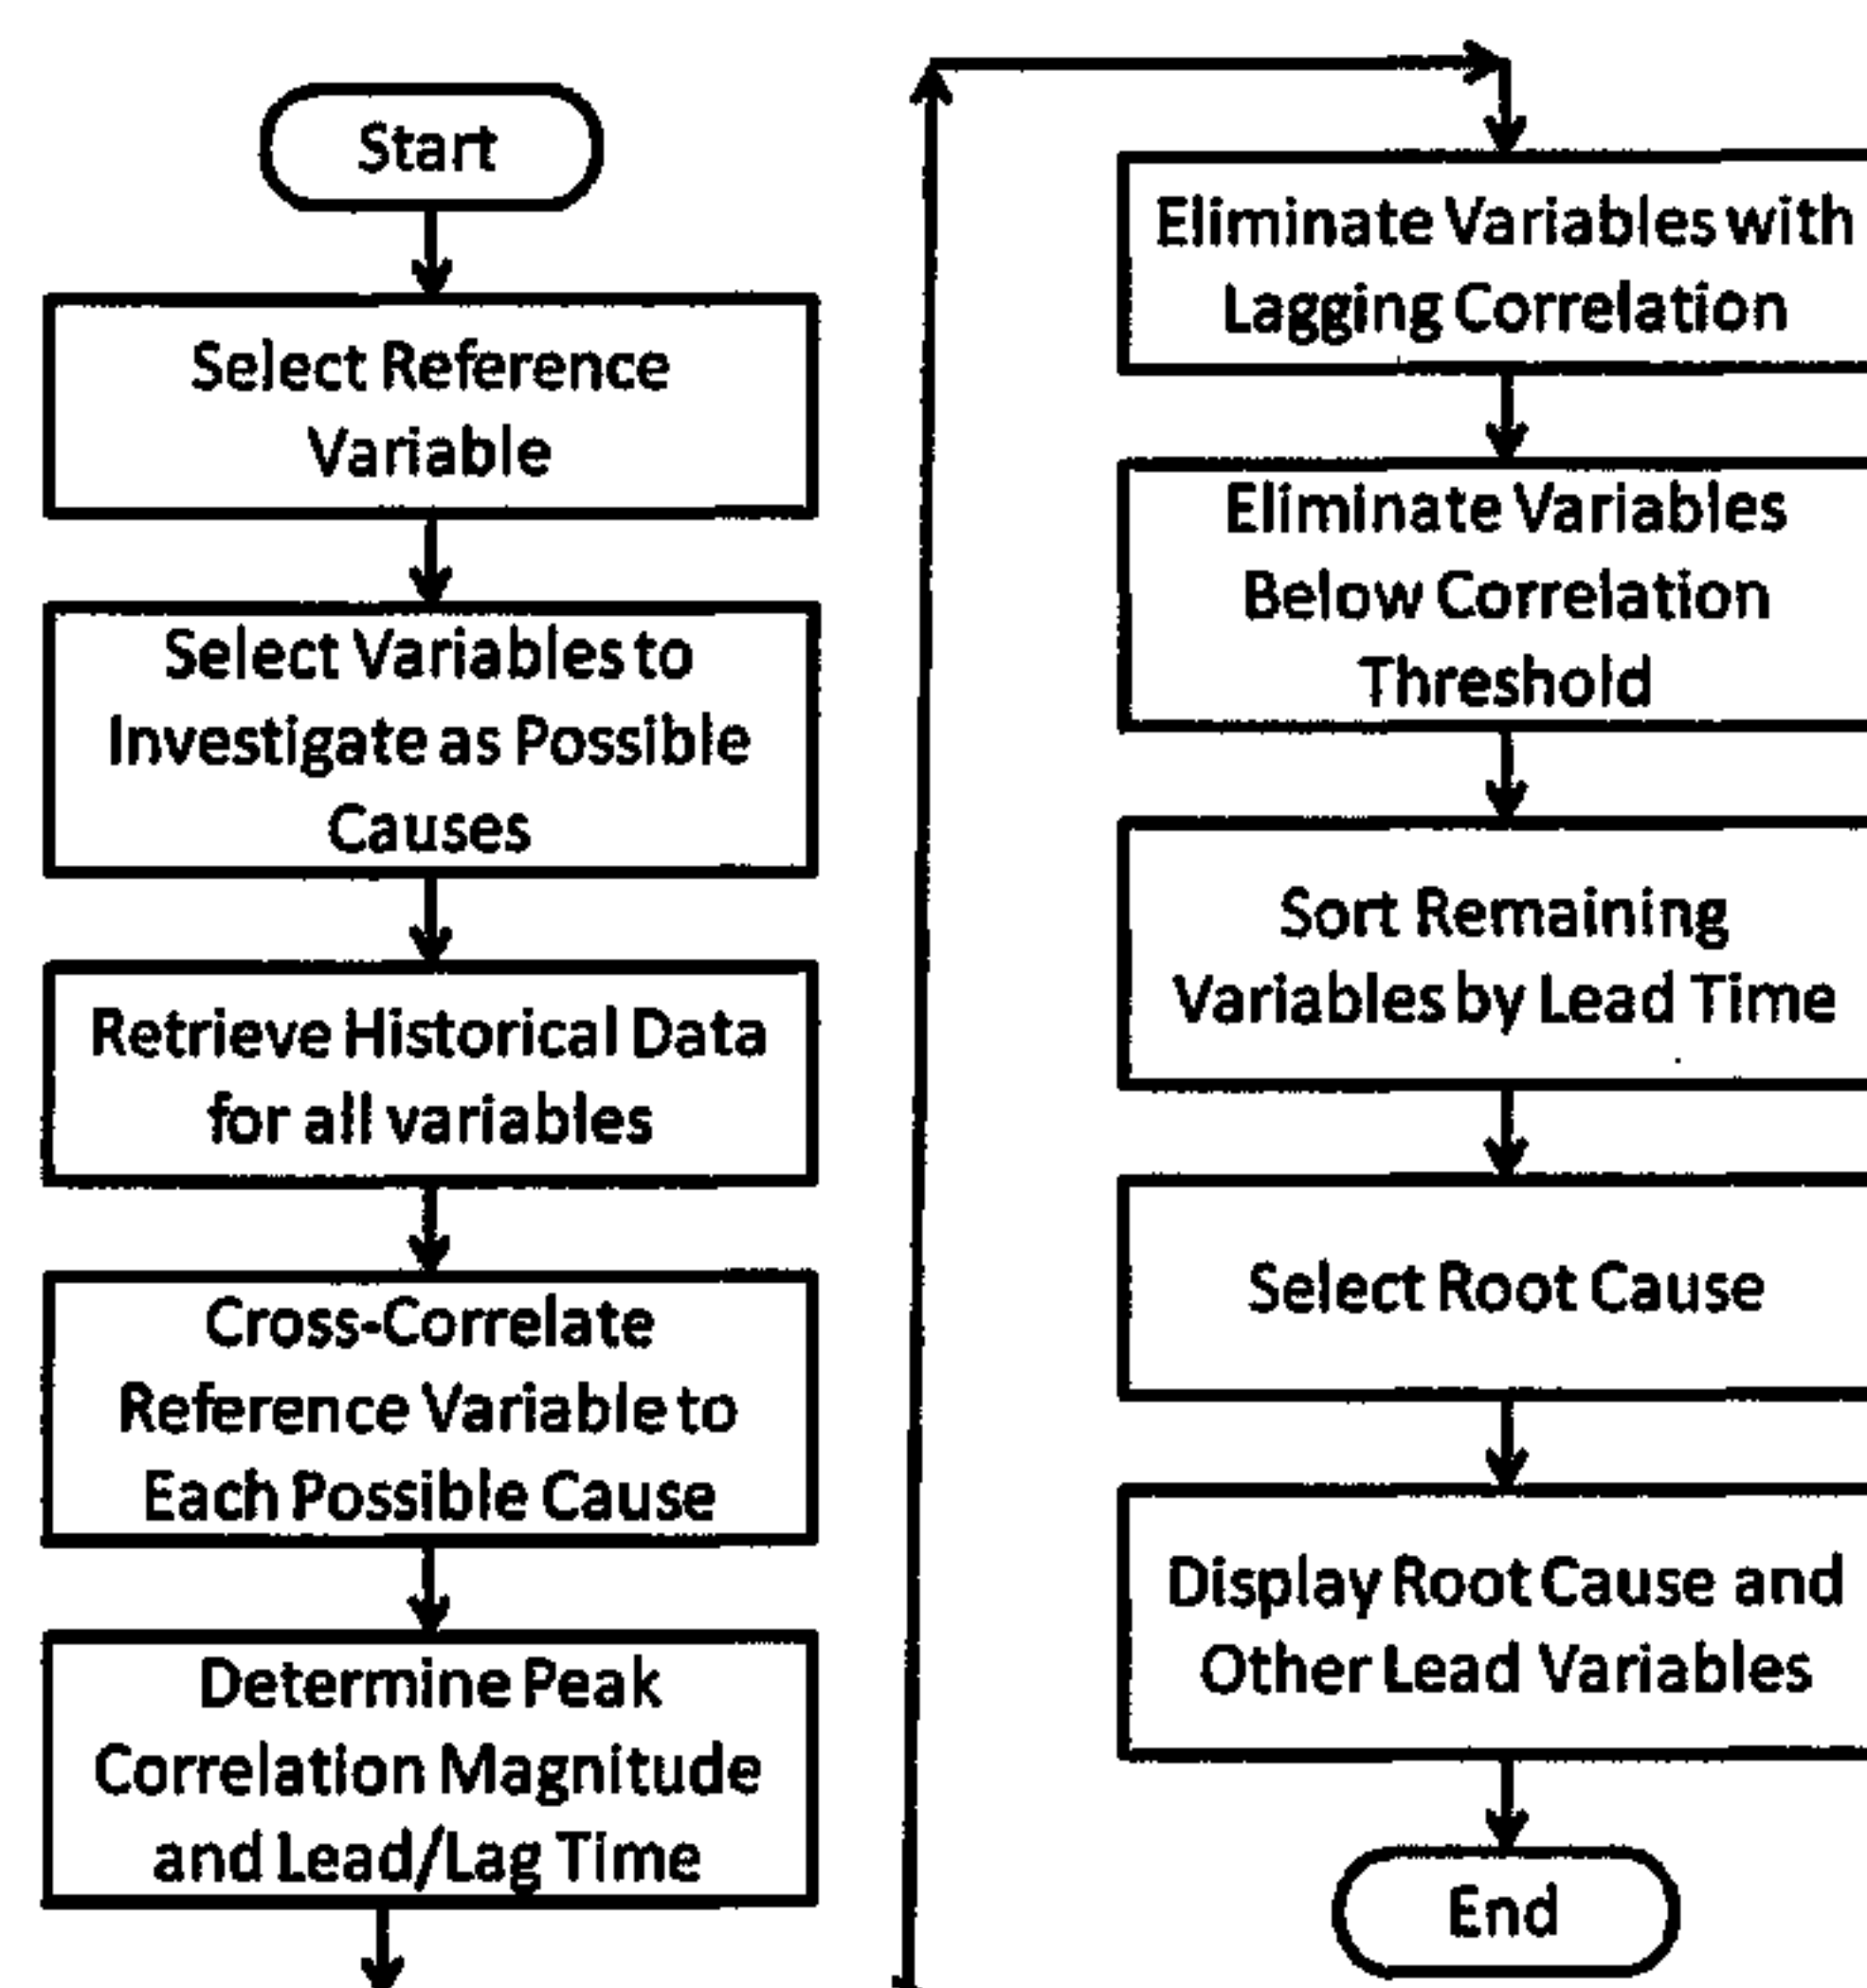 Start
Select Reference
Variable
Select Variables to
Investigate as Possible
Causes
Retrieve Historical Data
for all variables
Cross-Correlate
Reference Variable to
Each Possible Cause
Determine Peak
Correlation Magnitude
and Lead/Lag Time
Eliminate Variables with
Lagging Correlation
Eliminate Variables
Below Correlation
Threshold
Sort Remaining
Variables by Lead Time
Select Root Cause
Display Root Cause and
Other Lead Variables
End